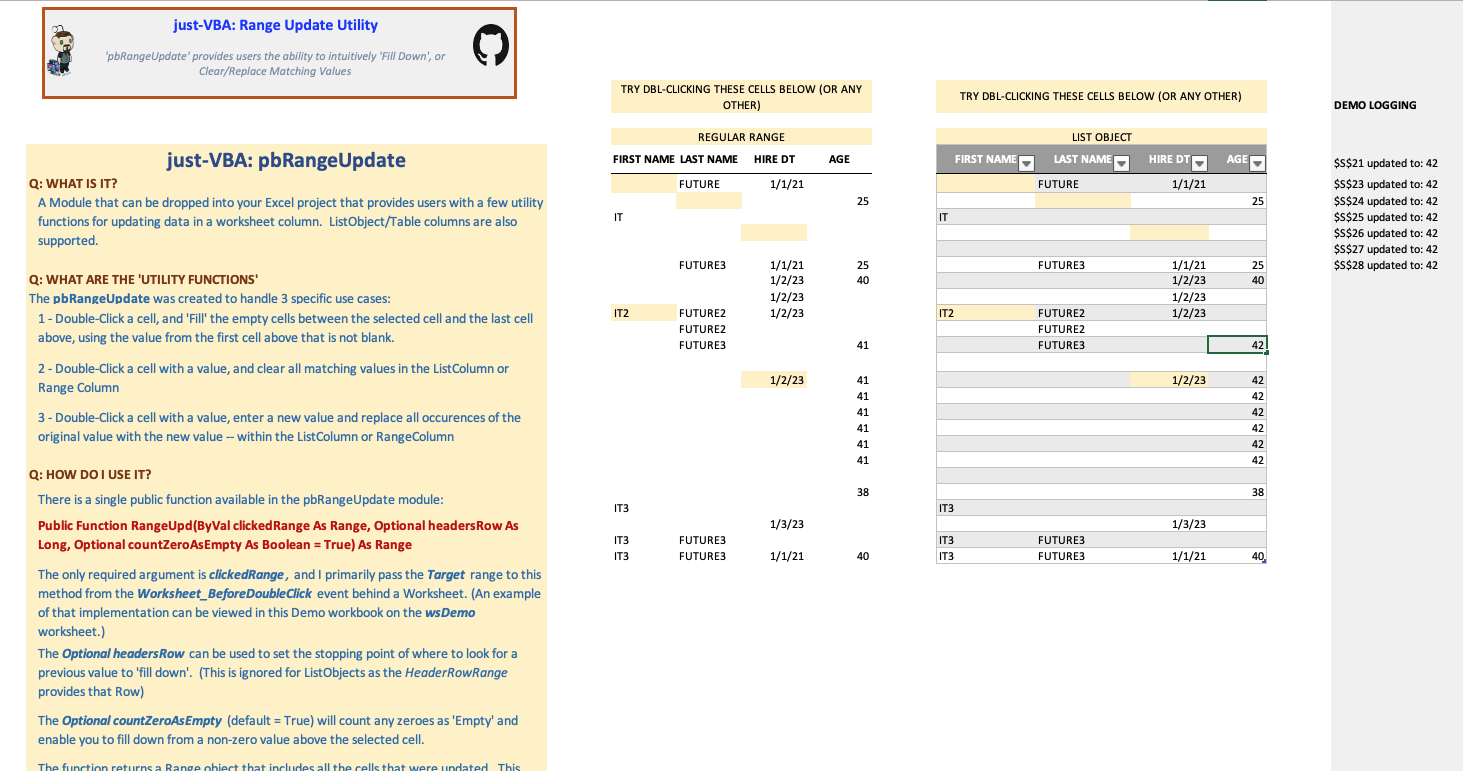 just-VBA: Range Update Utility
'pbRangeUpdate' provides users the ability to intuitively 'Fill Down', or
Clear/Replace Matching Values
just-VBA: pbRangeUpdate
Q: WHAT IS IT?
A Module that can be dropped into your Excel project that provides users with a few utility
functions for updating data in a worksheet column.  ListObject/Table columns are also
supported.
Q: WHAT ARE THE 'UTILITY FUNCTIONS'
The pbRangeUpdate was created to handle 3 specific use cases:
1 - Double-Click a cell, and 'Fill' the empty cells between the selected cell and the last cell
above, using the value from the first cell above that is not blank.
2 - Double-Click a cell with a value, and clear all matching values in the ListColumn or
Range Column
3 - Double-Click a cell with a value, enter a new value and replace all occurences of the
original value with the new value -- within the ListColumn or RangeColumn
Q: HOW DO I USE IT?
There is a single public function available in the pbRangeUpdate module:
Public Function RangeUpd(ByVal clickedRange As Range, Optional headersRow As
Long, Optional countZeroAsEmpty As Boolean = True) As Range
The only required argument is clickedRange, and I primarily pass the Target range to this
method from the Worksheet_BeforeDoubleClick event behind a Worksheet. (An example
of that implementation can be viewed in this Demo workbook on the wsDemo
worksheet.)
The Optional headersRow can be used to set the stopping point of where to look for a
previous value to 'fill down'.  (This is ignored for ListObjects as the HeaderRowRange
provides that Row)
The Optional countZeroAsEmpty (default = True) will count any zeroes as 'Empty' and
enable you to fill down from a non-zero value above the selected cell.
The function returns a Range object that includes all the cells that were updated.  This
TRY DBL-CLICKING THESE CELLS BELOW (OR ANY
OTHER)
REGULAR RANGE
FIRST NAME LAST NAME HIRE DT AGE
FUTURE 1/1/21
25
IT
FUTURE3 1/1/21 25
1/2/23 40
1/2/23
IT2 FUTURE2 1/2/23
FUTURE2
FUTURE3 41
1/2/23 41
41
41
41
41
41
38
IT3
1/3/23
IT3 FUTURE3
IT3 FUTURE3 1/1/21 40
TRY DBL-CLICKING THESE CELLS BELOW (OR ANY OTHER)
LIST OBJECT
FIRST NAME LAST NAME HIRE DT AGE
FUTURE 1/1/21
25
IT
FUTURE3 1/1/21 25
1/2/23 40
1/2/23
IT2 FUTURE2 1/2/23
FUTURE2
FUTURE3 42
1/2/23 42
42
42
42
42
42
38
IT3
1/3/23
IT3 FUTURE3
IT3 FUTURE3 1/1/21 40
DEMO LOGGING
$S$21 updated to: 42
$S$23 updated to: 42
$S$24 updated to: 42
$S$25 updated to: 42
$S$26 updated to: 42
$S$27 updated to: 42
$S$28 updated to: 42